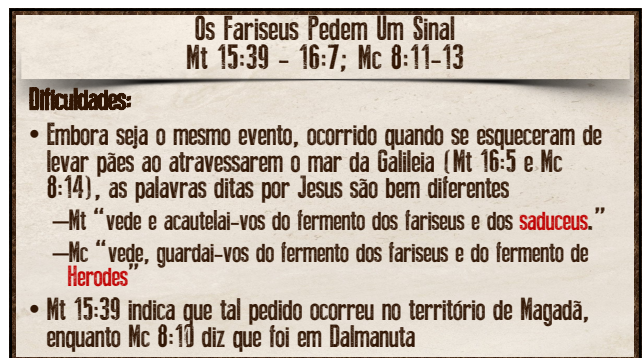 Os Fariseus Pedem Um Sinal
Mt 15:39 - 16:7; Mc 8:11-13
Dificuldades:
• Embora seja o mesmo evento, ocorrido quando se esqueceram de
levar pães ao atravessarem o mar da Galileia (Mt 16:5 e Mc
8:14), as palavras ditas por Jesus são bem diferentes
–Mt “vede e acautelai-vos do fermento dos fariseus e dos saduceus.”
–Mc “vede, guardai-vos do fermento dos fariseus e do fermento de
Herodes”
• Mt 15:39 indica que tal pedido ocorreu no território de Magadã,
enquanto Mc 8:10 diz que foi em Dalmanuta